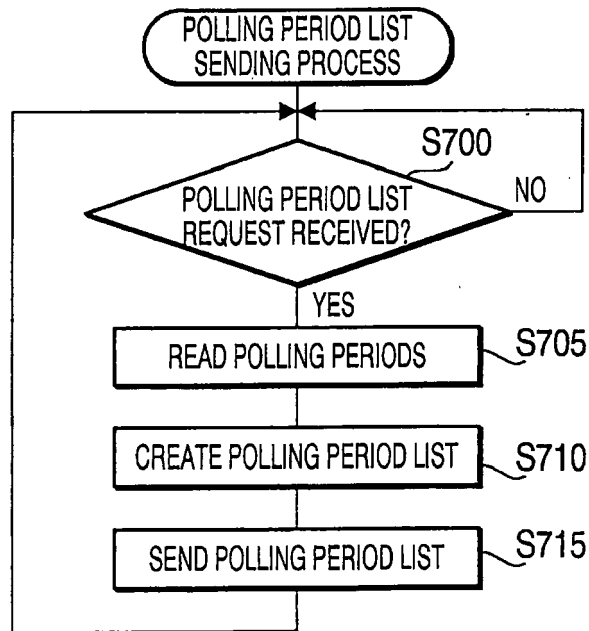 POLLING PERIOD LIST
SENDING PROCESS
S700
POLLING PERIOD LIST
REQUEST RECEIVED?
NO
YES
READ POLLING PERIODS
S705
CREATE POLLING PERIOD LIST
S710
SEND POLLING PERIOD LIST
S715